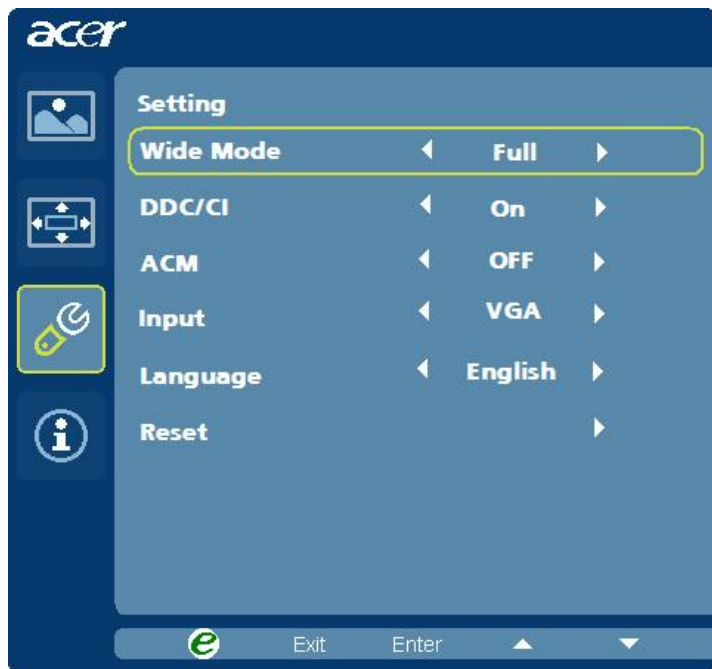 acer
Setting
Wide Mode Full
DDC/CI On
ACM OFF
Input VGA
Language English
Reset
e Exit Enter